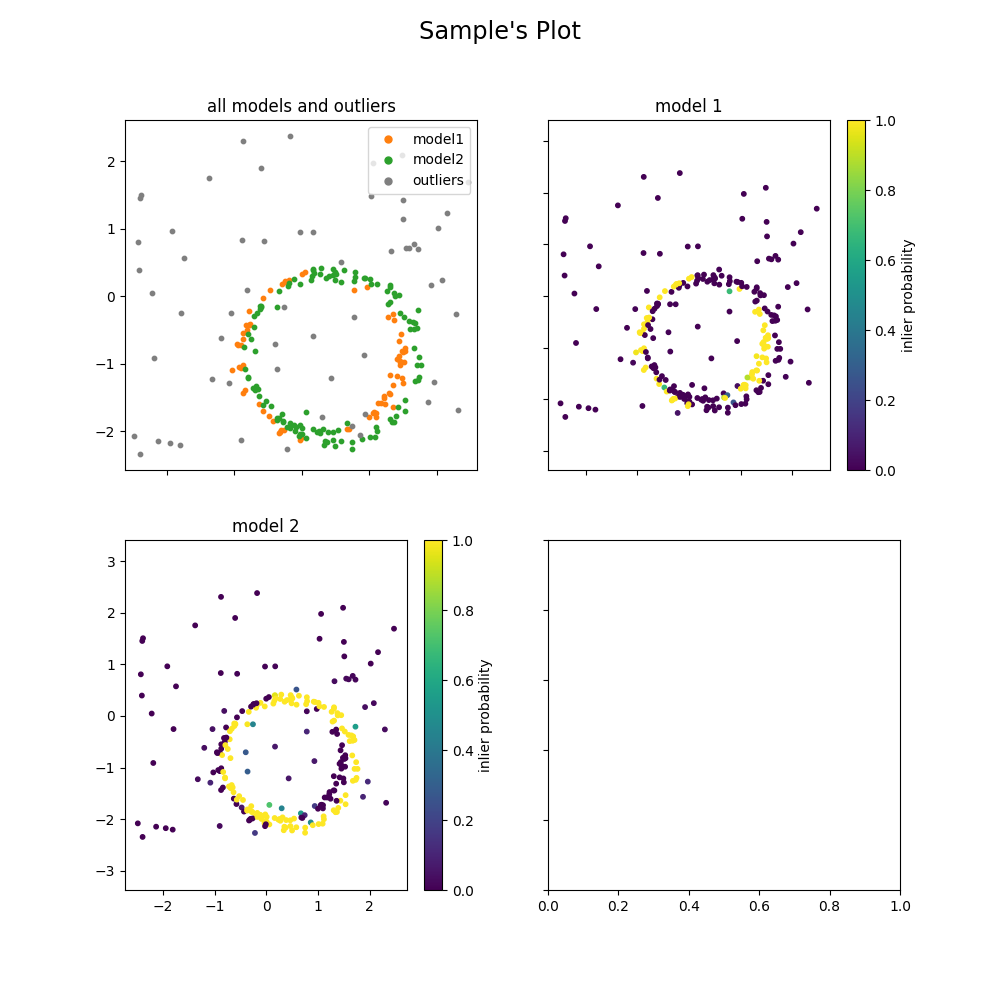 Sample's Plot
all models and outliers
model1
model2
outliers
2
1
0
−1
−2
model 1
1.0
0.8
0.6
0.4
0.2
0.0
inlier probability
model 2
3
2
1
0
−1
−2
−3
−2 −1 0 1 2
1.0
0.8
0.6
0.4
0.2
0.0
inlier probability
0.0 0.2 0.4 0.6 0.8 1.0